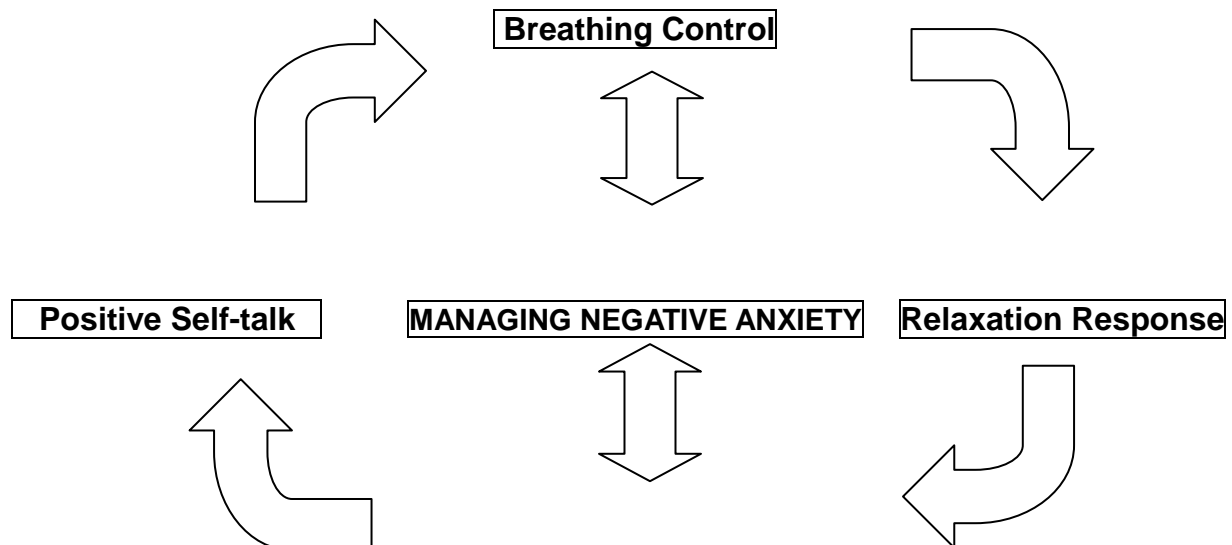 Breathing Control
Positive Self-talk MANAGING NEGATIVE ANXIETY Relaxation Response